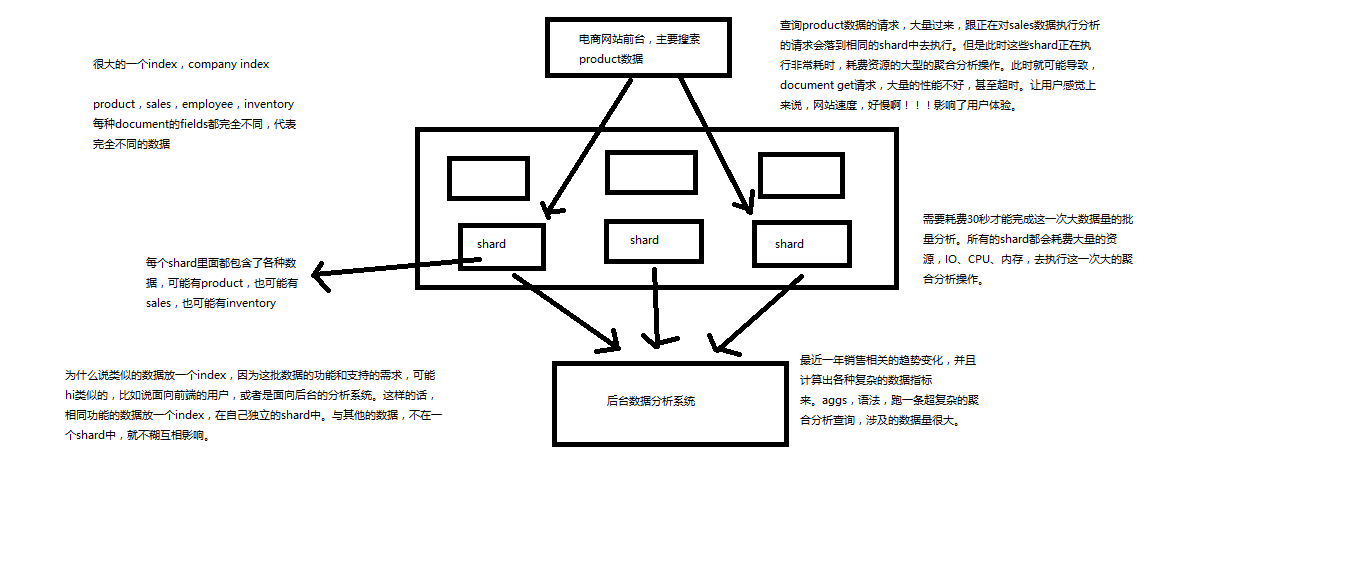 电商网站前台，主要搜索
product数据
查询product数据的请求，大量过来，跟正在对sales数据执行分析
的请求会落到相同的shard中去执行。但是此时这些shard正在执
行非常耗时，耗费资源的大型的聚合分析操作。此时就可能导致，
document get请求，大量的性能不好，甚至超时。让用户感觉上
来说，网站速度，好慢啊！！！影响了用户体验。
很大的一个index，company index
product，sales，employee，inventory
每种document的fields都完全不同，代表
完全不同的数据
shard
shard
shard
需要耗费30秒才能完成这一次大数据量的批
量分析。所有的shard都会耗费大量的资
源，IO、CPU、内存，去执行这一次大的聚
合分析操作。
每个shard里面都包含了各种数
据，可能有product，也可能有
sales，也可能有inventory
为什么说类似的数据放一个index，因为这批数据的功能和支持的需求，可能
hi类似的，比如说面向前端的用户，或者是面向后台的分析系统。这样的话，
相同功能的数据放一个index，在自己独立的shard中。与其他的数据，不在一
个shard中，就不糊互相影响。
后台数据分析系统
最近一年销售相关的趋势变化，并且
计算出各种复杂的数据指标
来。aggs，语法，跑一条超复杂的聚
合分析查询，涉及的数据量很大。